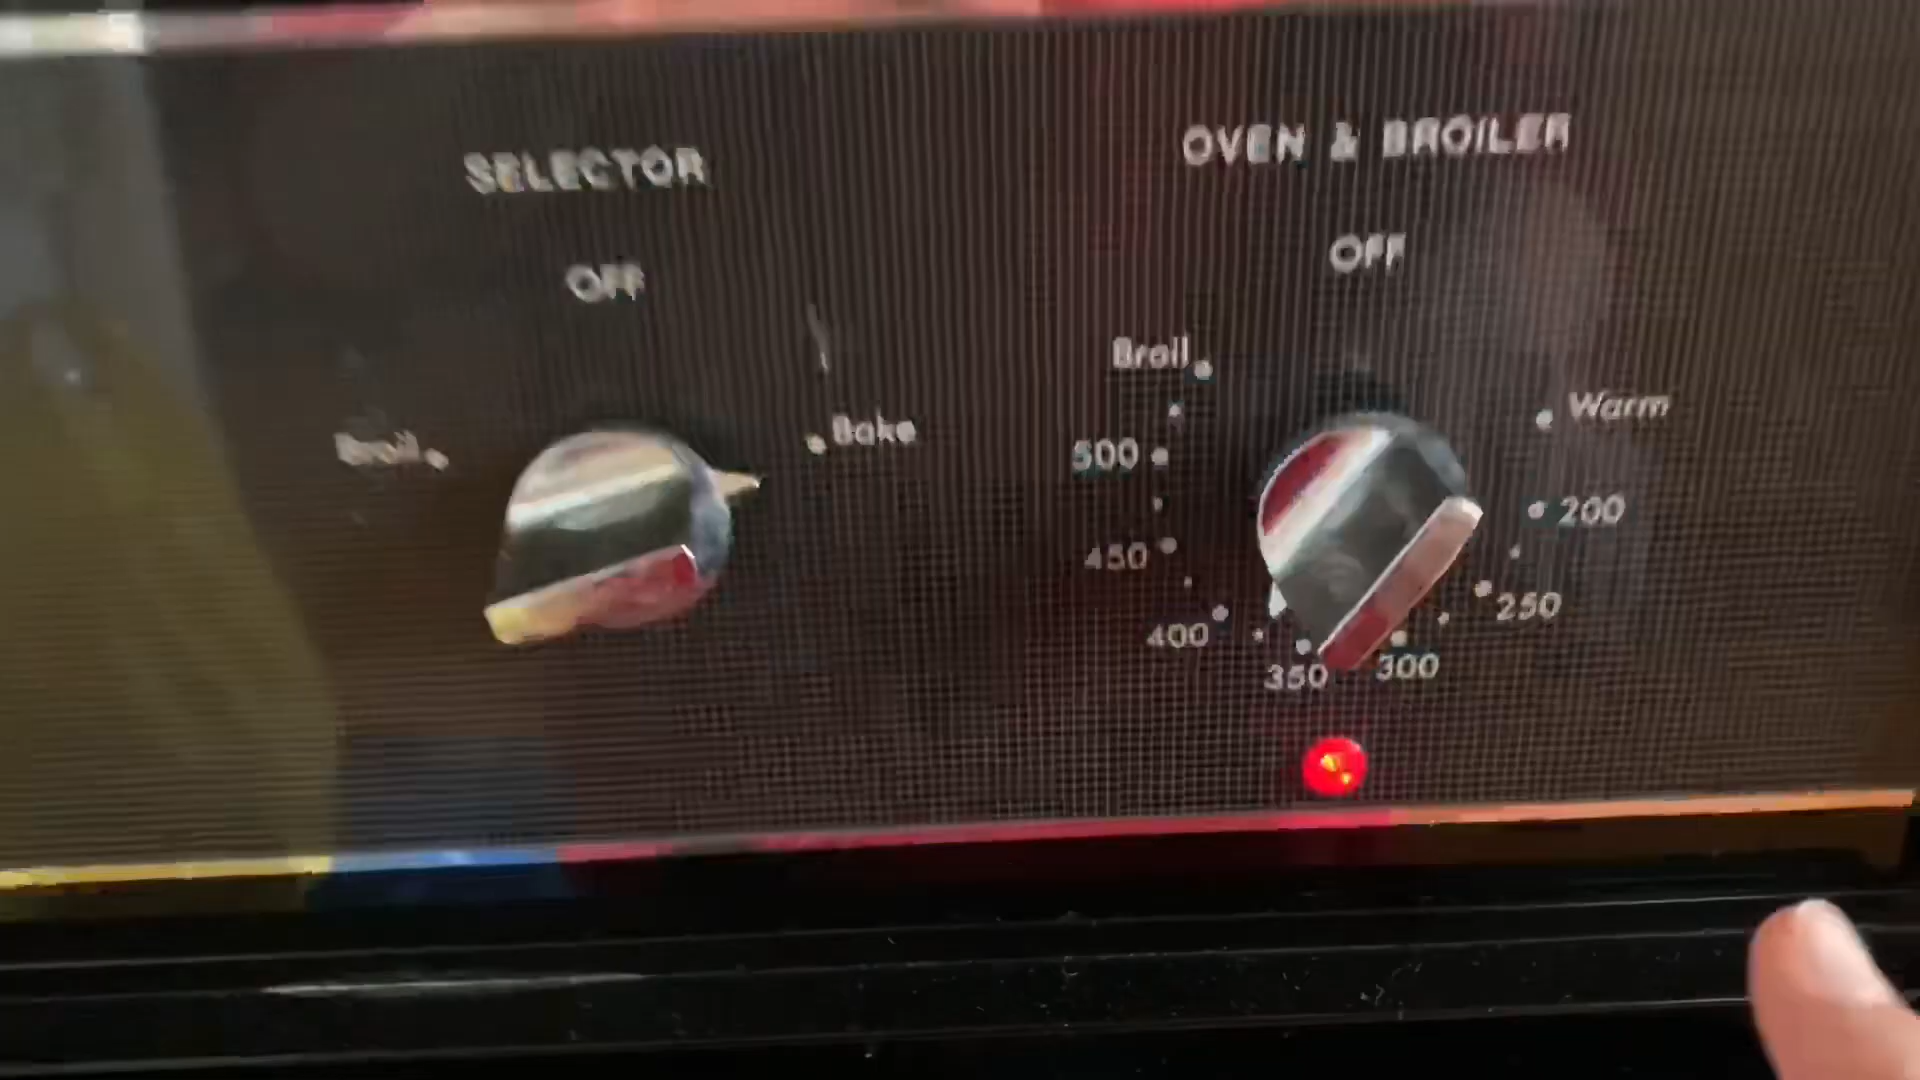 SELECTOR
OFF
Broil
Bake
OVEN & BROILER
OFF
Broil
Warm
500
200
450
250
400
300
350